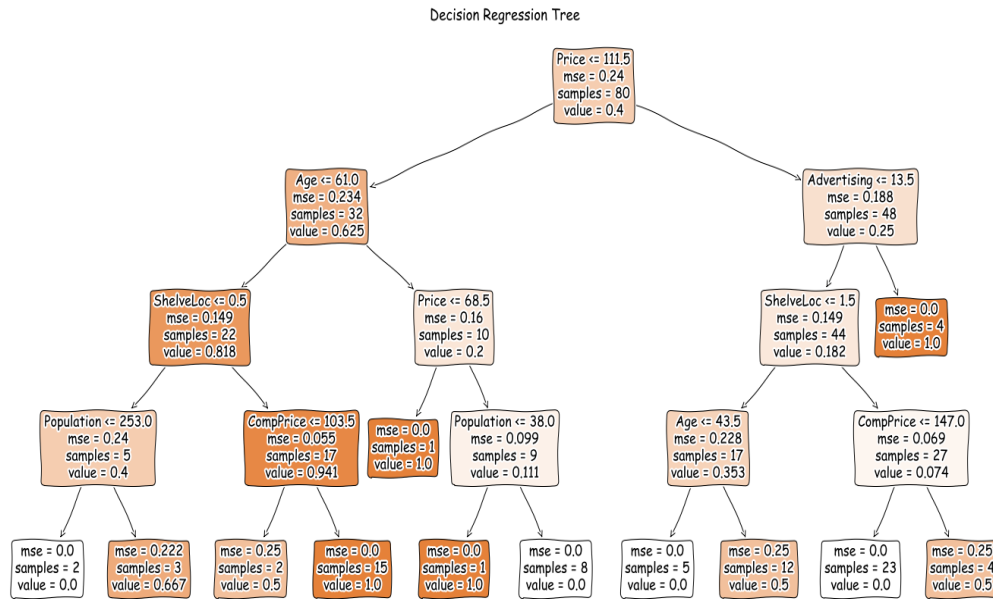 Decision Regression Tree
Price <= 111.5
mse = 0.24
samples = 80
value = 0.4
Age <= 61.0
mse = 0.234
samples = 32
value = 0.625
Advertising <= 13.5
mse = 0.188
samples = 48
value = 0.25
ShelveLoc <= 0.5
mse = 0.149
samples = 22
value = 0.818
Price <= 68.5
mse = 0.16
samples = 10
value = 0.2
ShelveLoc <= 1.5
mse = 0.149
samples = 44
value = 0.182
mse = 0.0
samples = 4
value = 1.0
Population <= 253.0
mse = 0.24
samples = 5
value = 0.4
CompPrice <= 103.5
mse = 0.055
samples = 17
value = 0.941
mse = 0.0
samples = 1
value = 1.0
Population <= 38.0
mse = 0.099
samples = 9
value = 0.111
Age <= 43.5
mse = 0.228
samples = 17
value = 0.353
CompPrice <= 147.0
mse = 0.069
samples = 27
value = 0.074
mse = 0.0
samples = 2
value = 0.0
mse = 0.222
samples = 3
value = 0.667
mse = 0.25
samples = 2
value = 0.5
mse = 0.0
samples = 15
value = 1.0
mse = 0.0
samples = 1
value = 1.0
mse = 0.0
samples = 8
value = 0.0
mse = 0.0
samples = 5
value = 0.0
mse = 0.25
samples = 12
value = 0.5
mse = 0.0
samples = 23
value = 0.0
mse = 0.25
samples = 4
value = 0.5